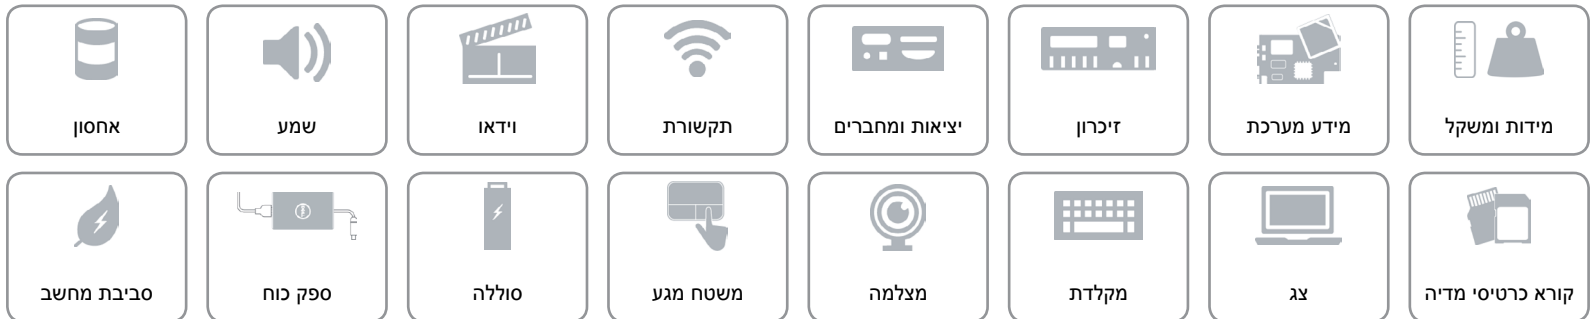 מידות ומשקל
מידע מערכת
זיכרון
יציאות ומחברים
תקשורת
וידאו
שמע
אחסון
קורא כרטיסי מדיה
צג
מקלדת
מצלמה
משטח מגע
סוללה
ספק כוח
סביבת מחשב